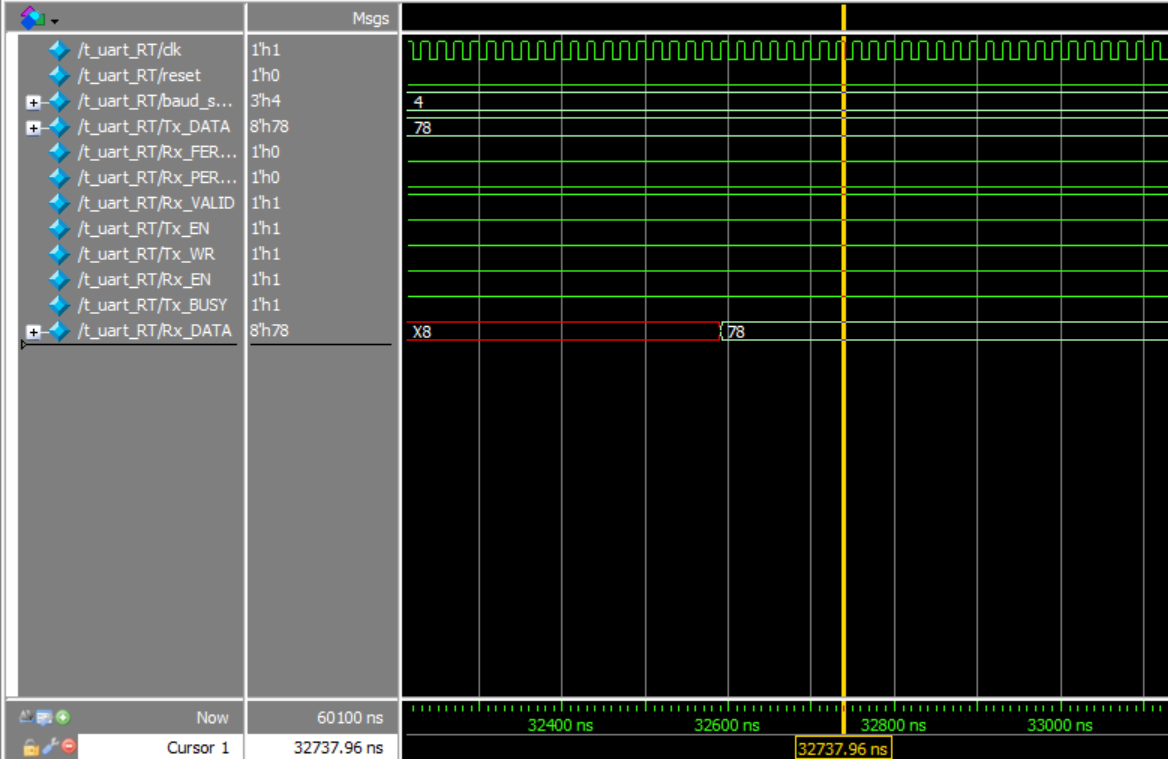 Msgs
/t_uart_RT/clk 1'h1
/t_uart_RT/reset 1'h0
/t_uart_RT/baud_s... 3'h4 4
/t_uart_RT/Tx_DATA 8'h78 78
/t_uart_RT/Rx_FER... 1'h0
/t_uart_RT/Rx_PER... 1'h0
/t_uart_RT/Rx_VALID 1'h1
/t_uart_RT/Tx_EN 1'h1
/t_uart_RT/Tx_WR 1'h1
/t_uart_RT/Rx_EN 1'h1
/t_uart_RT/Tx_BUSY 1'h1
/t_uart_RT/Rx_DATA 8'h78 X8 78
Now 60100 ns 32400 ns 32600 ns 32800 ns 33000 ns
Cursor 1 32737.96 ns 32737.96 ns